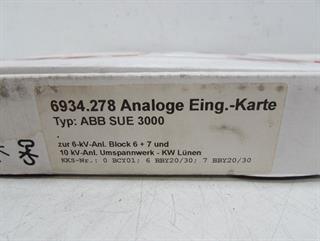 6934.278 Analoge Eing.-Karte
Typ: ABB SUE 3000
zur 6-kV-Anl. Block 6 + 7 und
10 kV-Anl. Umspannwerk - KW Lünen
KKS-Nr.: 0 BCY01; 6 BBY20/30; 7 BBY20/30